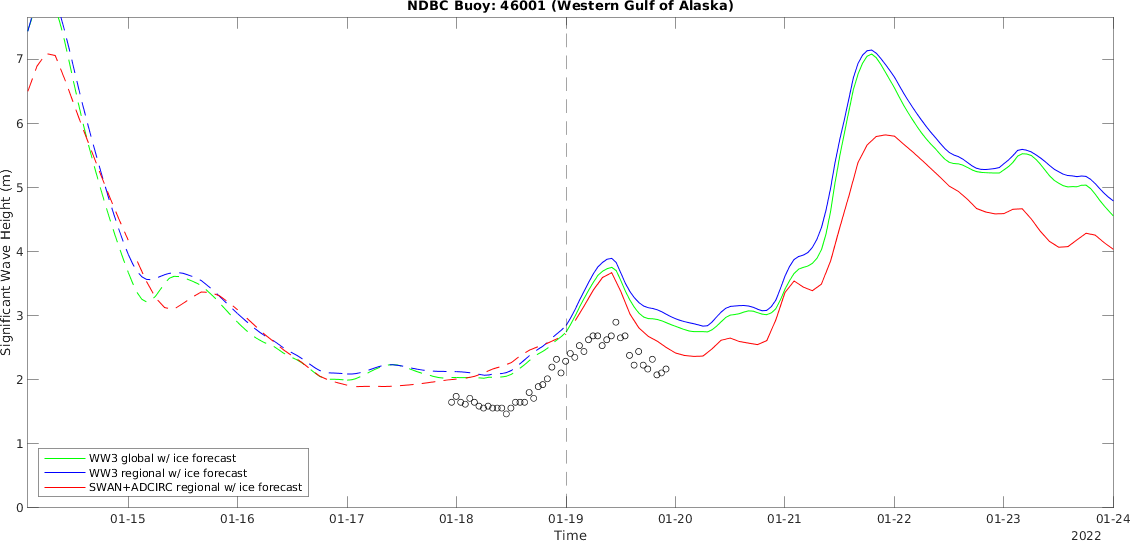 NDBC Buoy: 46001 (Western Gulf of Alaska)
7
6
5
4
3
2
1
0
Significant Wave Height (m)
WW3 global w/ ice forecast
WW3 regional w/ ice forecast
SWAN+ADCIRC regional w/ ice forecast
01-15 01-16 01-17 01-18 01-19 01-20 01-21 01-22 01-23 01-24
Time
2022